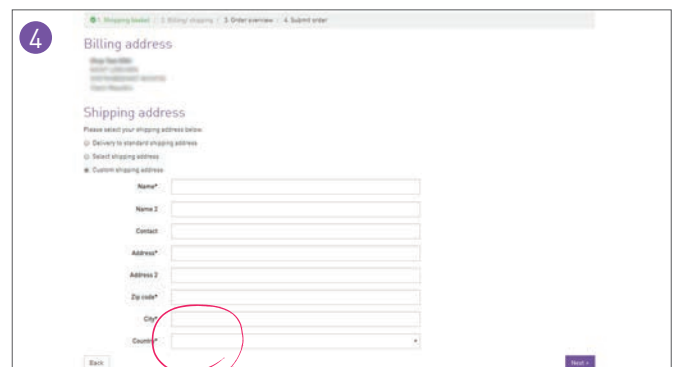 4
1. Shopping basket / 2. Billing/ shipping / 3. Order overview / 4. Submit order
Billing address
Shipping address
Please select your shipping address below.
Delivery to standard shipping address
Select shipping address
Custom shipping address
Name*
Name 2
Contact
Address*
Address 2
Zip code*
City*
Country*
Back
Next »